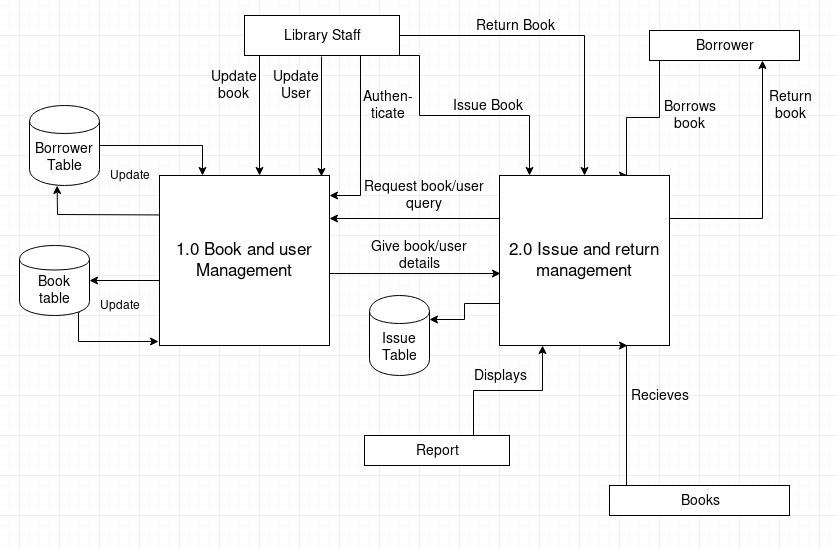 Library Staff
Return Book
Borrower
Update
book
Update
User
Authen-
ticate
Issue Book
Borrows
book
Return
book
Borrower
Table
Update
Request book/user
query
1.0 Book and user
Management
2.0 Issue and return
management
Give book/user
details
Book
table
Update
Issue
Table
Displays
Recieves
Report
Books